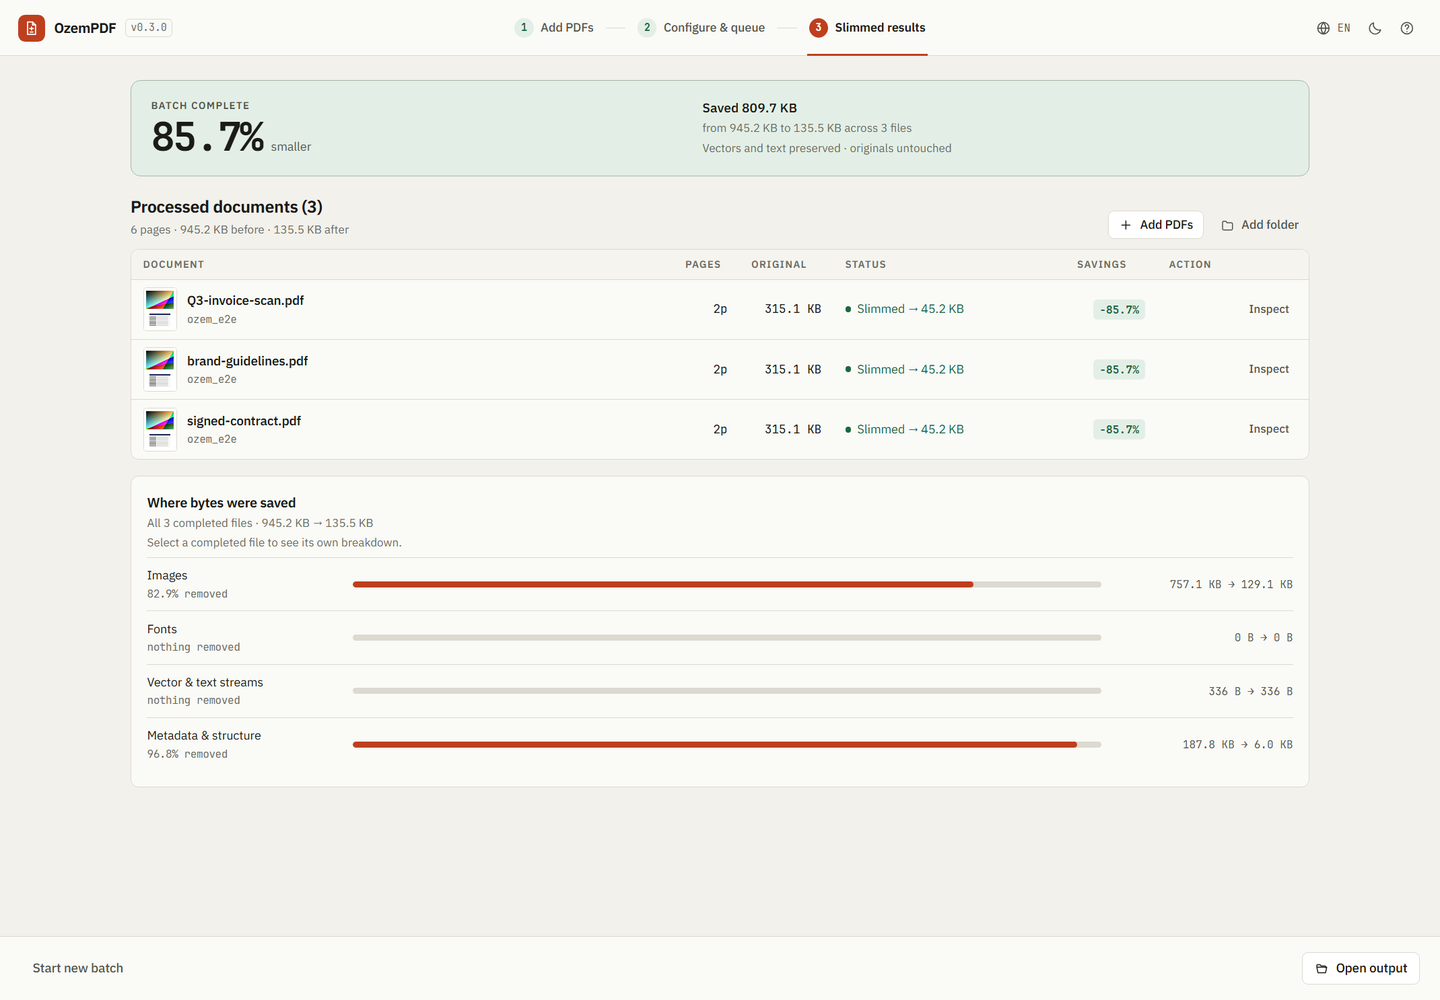 OzemPDF v0.3.0
1 Add PDFs
2 Configure & queue
3 Slimmed results
EN
BATCH COMPLETE
85.7% smaller
Saved 809.7 KB
from 945.2 KB to 135.5 KB across 3 files
Vectors and text preserved · originals untouched
Processed documents (3)
6 pages · 945.2 KB before · 135.5 KB after
Add PDFs
Add folder
DOCUMENT PAGES ORIGINAL STATUS SAVINGS ACTION
Q3-invoice-scan.pdf
ozem_e2e
2p 315.1 KB Slimmed → 45.2 KB -85.7% Inspect
brand-guidelines.pdf
ozem_e2e
2p 315.1 KB Slimmed → 45.2 KB -85.7% Inspect
signed-contract.pdf
ozem_e2e
2p 315.1 KB Slimmed → 45.2 KB -85.7% Inspect
Where bytes were saved
All 3 completed files · 945.2 KB → 135.5 KB
Select a completed file to see its own breakdown.
Images
82.9% removed
757.1 KB → 129.1 KB
Fonts
nothing removed
0 B → 0 B
Vector & text streams
nothing removed
336 B → 336 B
Metadata & structure
96.8% removed
187.8 KB → 6.0 KB
Start new batch
Open output